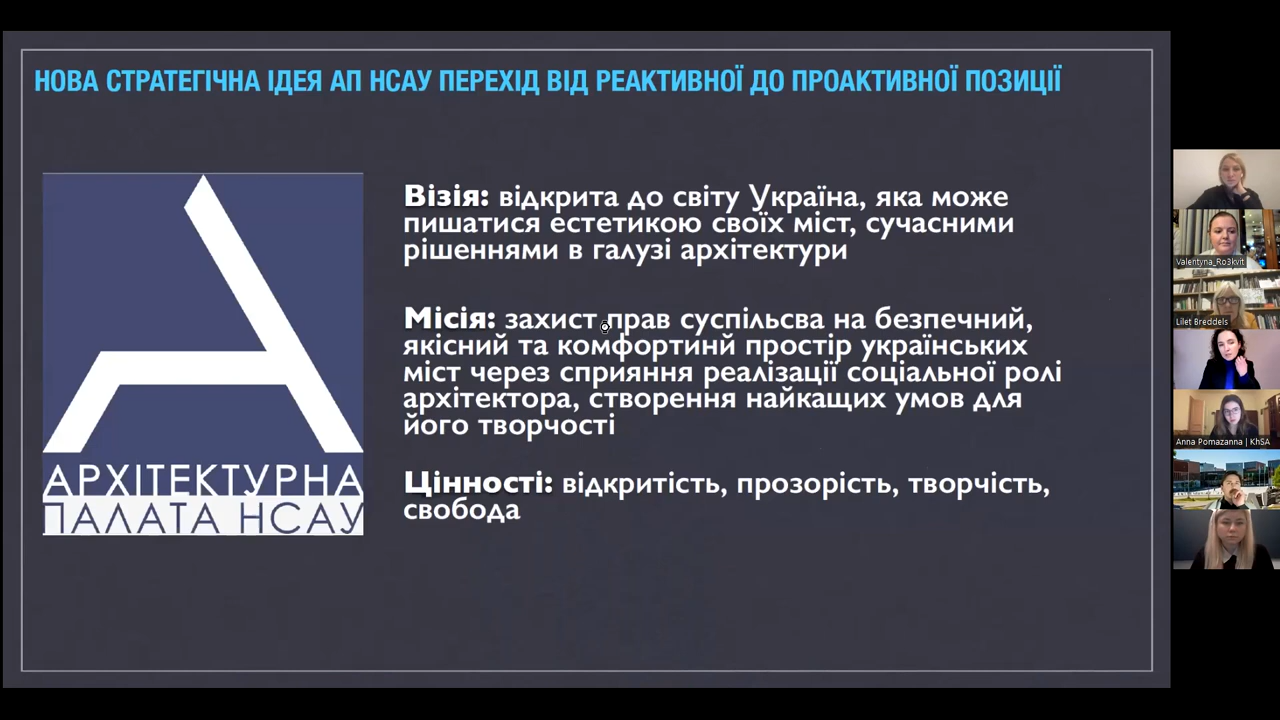 НОВА СТРАТЕГІЧНА ІДЕЯ АП НСАУ ПЕРЕХІД ВІД РЕАКТИВНОЇ ДО ПРОАКТИВНОЇ ПОЗИЦІЇ
АРХІТЕКТУРНА
ПАЛАТА НСАУ
Візія: відкрита до світу Україна, яка може
пишатися естетикою своїх міст, сучасними
рішеннями в галузі архітектури
Місія: захист прав суспільсва на безпечний,
якісний та комфортинй простір українських
міст через сприяння реалізації соціальної ролі
архітектора, створення найкащих умов для
його творчості
Цінності: відкритість, прозорість, творчість,
свобода
Valentyna_Ro3kvit
Lilet Breddels
Anna Pomazanna | KhSA